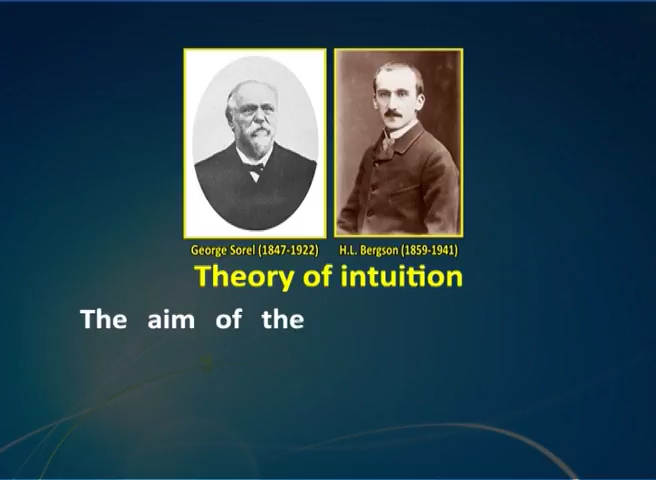 George Sorel (1847-1922)
H.L. Bergson (1859-1941)
Theory of intuition
The aim of the